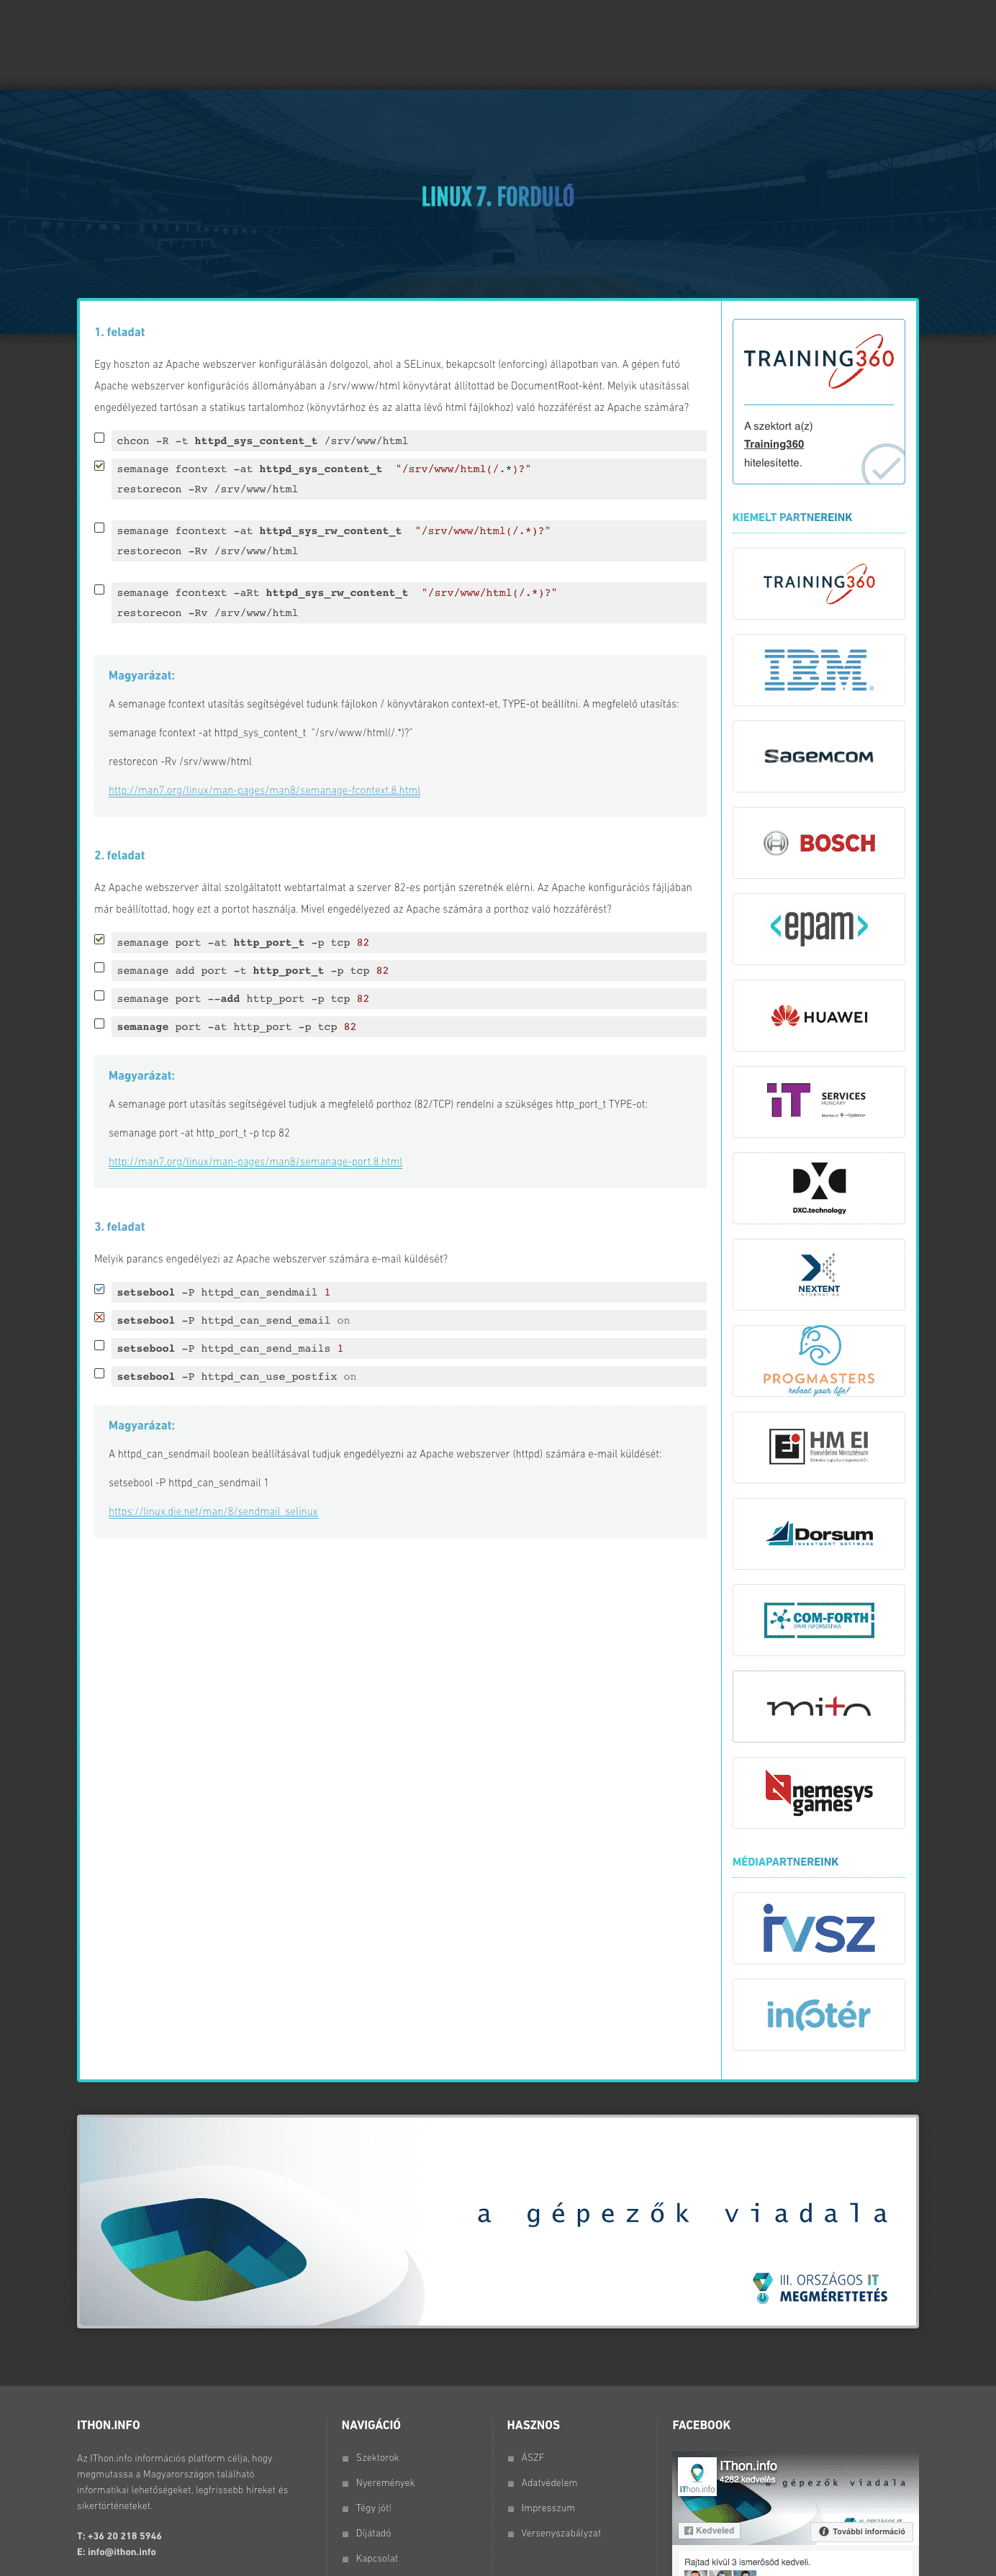 LINUX 7. FORDULÓ
1. feladat
Egy hoszton az Apache webszerver konfigurálásán dolgozol, ahol a SELinux, bekapcsolt (enforcing) állapotban van. A gépen futó
Apache webszerver konfigurációs állományában a /srv/www/html könyvtárat állítottad be DocumentRoot-ként. Melyik utasítással
engedélyezed tartósan a statikus tartalomhoz (könyvtárhoz és az alatta lévő html fájlokhoz) való hozzáférést az Apache számára?
chcon -R -t httpd_sys_content_t /srv/www/html
semanage fcontext -at httpd_sys_content_t "/srv/www/html(/.*)?"
restorecon -Rv /srv/www/html
semanage fcontext -at httpd_sys_rw_content_t "/srv/www/html(/.*)?"
restorecon -Rv /srv/www/html
semanage fcontext -aRt httpd_sys_rw_content_t "/srv/www/html(/.*)?"
restorecon -Rv /srv/www/html
Magyarázat:
A semanage fcontext utasítás segítségével tudunk fájlokon / könyvtárakon context-et, TYPE-ot beállítni. A megfelelő utasítás:
semanage fcontext -at httpd_sys_content_t "/srv/www/html(/.*)?"
restorecon -Rv /srv/www/html
http://man7.org/linux/man-pages/man8/semanage-fcontext.8.html
2. feladat
Az Apache webszerver által szolgáltatott webtartalmat a szerver 82-es portján szeretnék elérni. Az Apache konfigurációs fájljában
már beállítottad, hogy ezt a portot használja. Mivel engedélyezed az Apache számára a porthoz való hozzáférést?
semanage port -at http_port_t -p tcp 82
semanage add port -t http_port_t -p tcp 82
semanage port --add http_port -p tcp 82
semanage port -at http_port -p tcp 82
Magyarázat:
A semanage port utasítás segítségével tudjuk a megfelelő porthoz (82/TCP) rendelni a szükséges http_port_t TYPE-ot:
semanage port -at http_port_t -p tcp 82
http://man7.org/linux/man-pages/man8/semanage-port.8.html
3. feladat
Melyik parancs engedélyezi az Apache webszerver számára e-mail küldését?
setsebool -P httpd_can_sendmail 1
setsebool -P httpd_can_send_email on
setsebool -P httpd_can_send_mails 1
setsebool -P httpd_can_use_postfix on
Magyarázat:
A httpd_can_sendmail boolean beállításával tudjuk engedélyezni az Apache webszerver (httpd) számára e-mail küldését:
setsebool -P httpd_can_sendmail 1
https://linux.die.net/man/8/sendmail_selinux
TRAINING360
A szektort a(z)
Training360
hitelesítette.
KIEMELT PARTNEREINK
TRAINING360
IBM
SAGEMCOM
BOSCH
<epam>
HUAWEI
iT SERVICES
HUNGARY
DXC.technology
NEXTENT
INFORMATIKA
PROGMASTERS
reboot your life!
Ei HM EI
Honvédelmi Minisztérium
Dorsum
INVESTMENT SOFTWARE
COM-FORTH
IPARI INFORMATIKA
mito
nemesys
games
MÉDIAPARTNEREINK
IVSZ
infotér
a gépezők viadala
III. ORSZÁGOS IT
MEGMÉRETTETÉS
ITHON.INFO
Az IThon.info információs platform célja, hogy
megmutassa a Magyarországon található
informatikai lehetőségeket, legfrissebb híreket és
sikertörténeteket.
T: +36 20 218 5946
E: info@ithon.info
NAVIGÁCIÓ
Szektorok
Nyeremények
Tégy jót!
Díjátadó
Kapcsolat
HASZNOS
ÁSZF
Adatvédelem
Impresszum
Versenyszabályzat
FACEBOOK
IThon.info
4282 kedvelés
a gépezők viadala
IThon.info
Kedveled
További információ
Rajtad kívül 3 ismerősöd kedveli.